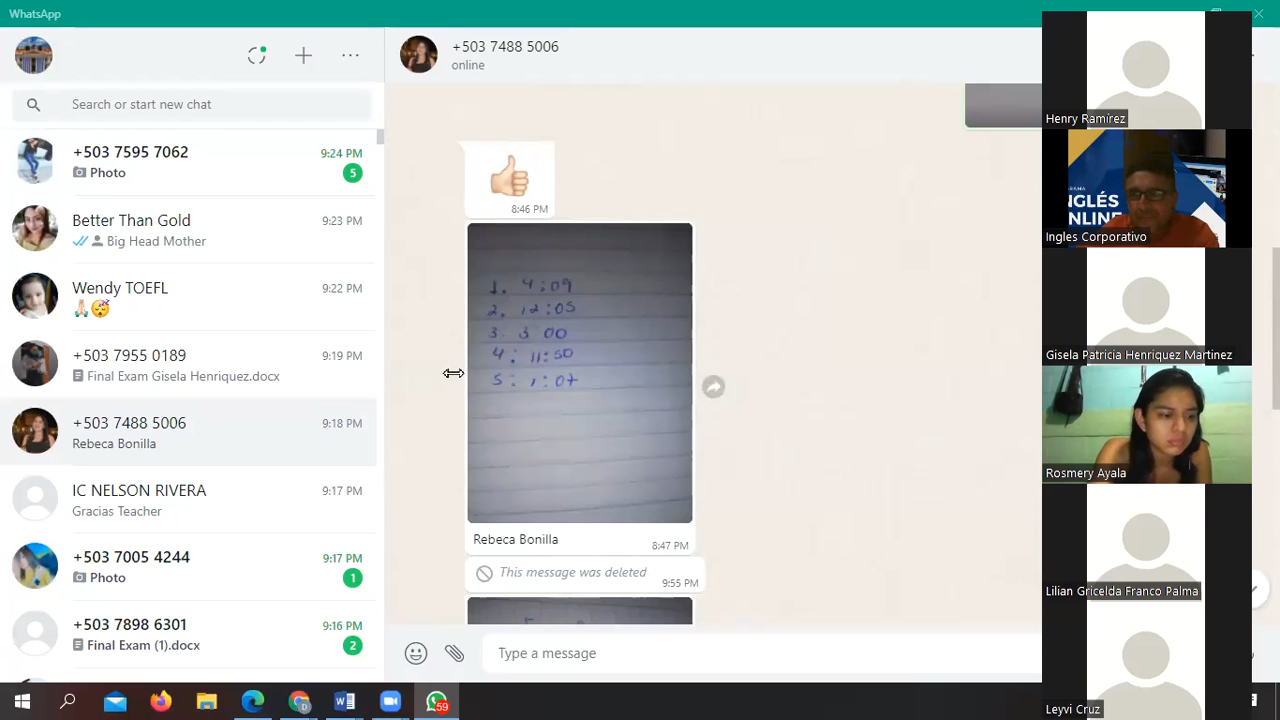 WhatsApp
Search or start new chat
+503 7595 7062
9:24 PM
Photo
5
Better Than Gold
9:23 PM
Big Head Mother
Wendy TOEFL
9:22 PM
+503 7955 0189
9:19 PM
Final Exam Gisela Henriquez.docx
+503 7488 5006
9:18 PM
Rebeca Bonilla
IC NELSON RIVERA
9:17 PM
Gracias Teacher
+503 7005 4244
9:17 PM
Photo
1
+503 7898 6301
9:16 PM
Final Exam (1).docx
2
+503 7488 5006
online
8:46 PM
1. 4:09
2. 12:05
3. 3 00
4: 11:50
5: 1:07
Rebeca Bonilla
8:47 PM
This message was deleted
9:55 PM
Type a message
Henry Ramírez
NGLÉS
NLINE
Ingles Corporativo
Gisela Patricia Henriquez Martinez
Rosmery Ayala
Lilian Gricelda Franco Palma
Leyvi Cruz
59